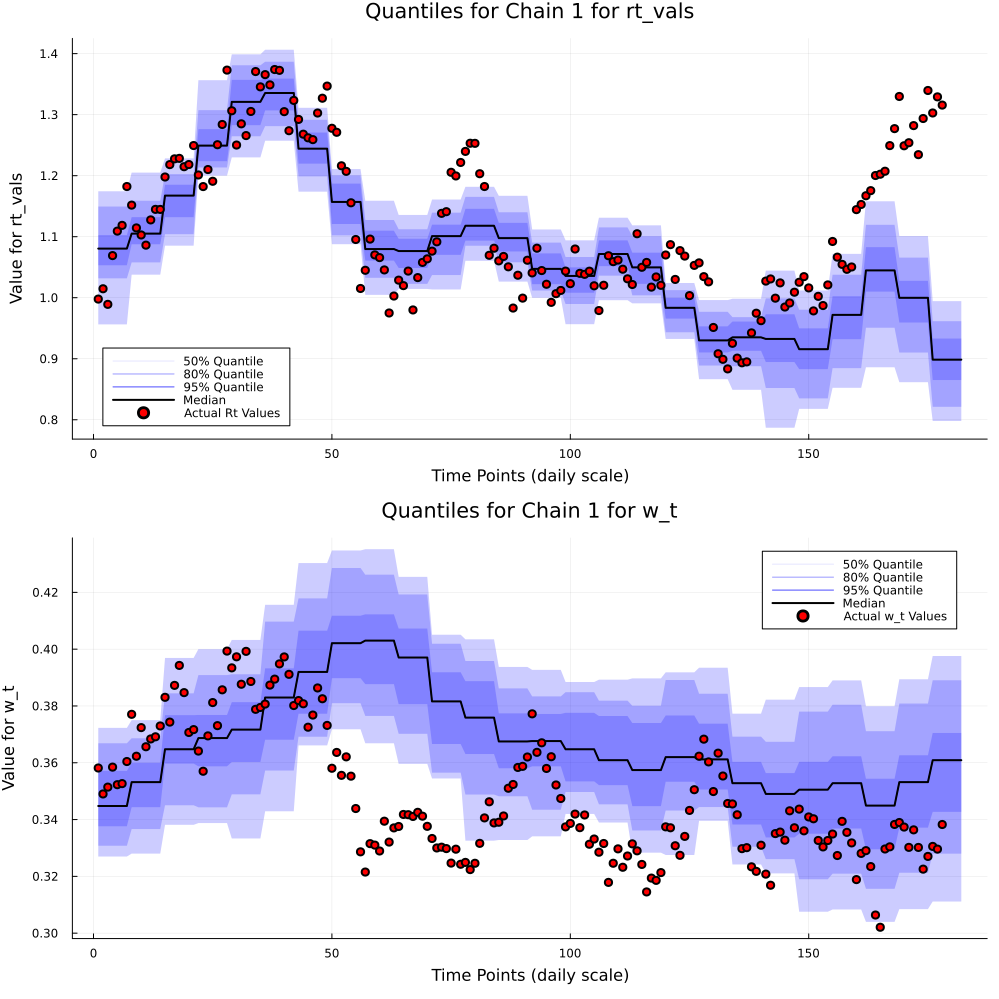 Quantiles for Chain 1 for rt_vals
Value for rt_vals
1.4
1.3
1.2
1.1
1.0
0.9
0.8
50% Quantile
80% Quantile
95% Quantile
Median
Actual Rt Values
0
50
100
150
Time Points (daily scale)
Quantiles for Chain 1 for w_t
Value for w_t
0.42
0.40
0.38
0.36
0.34
0.32
0.30
50% Quantile
80% Quantile
95% Quantile
Median
Actual w_t Values
0
50
100
150
Time Points (daily scale)